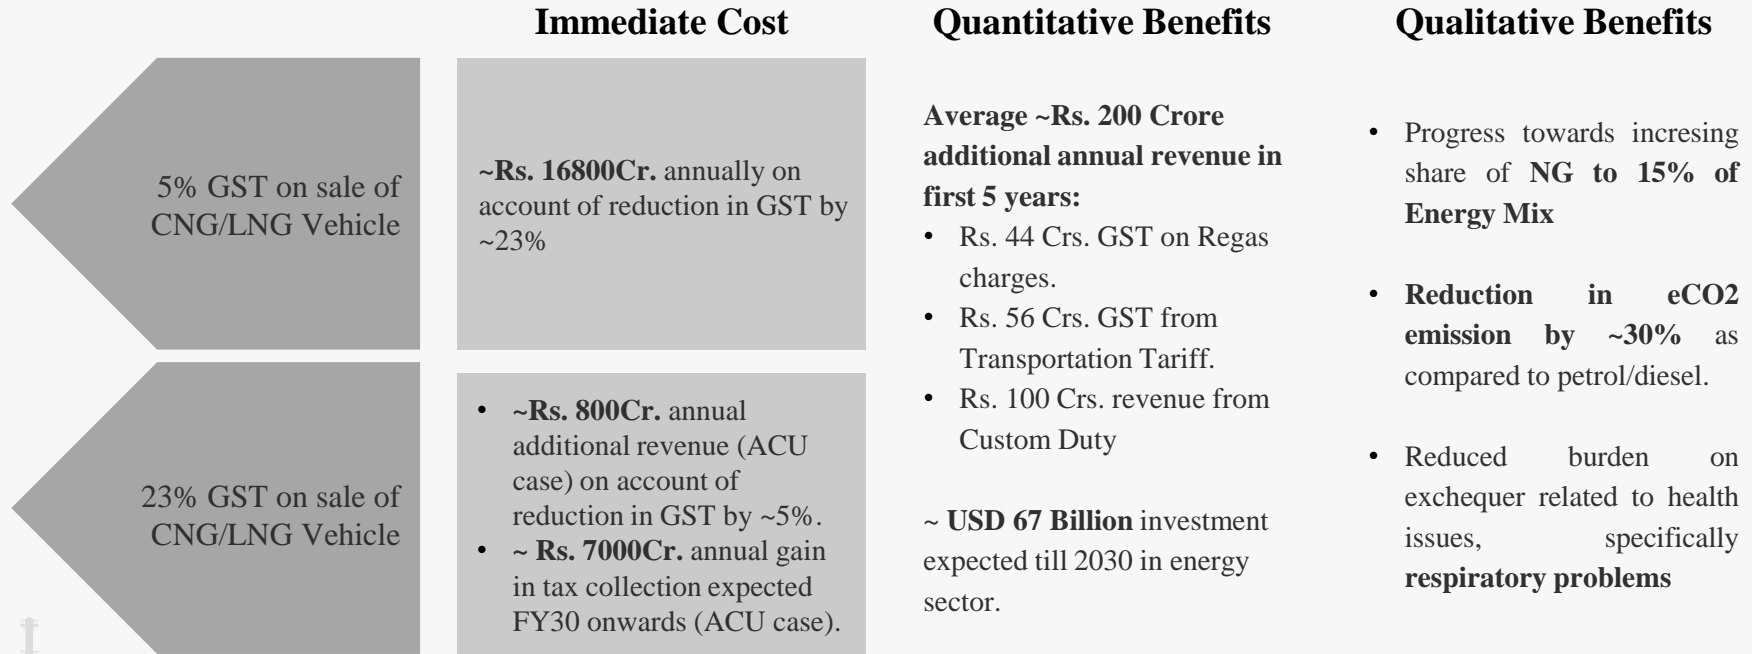 Immediate Cost
Quantitative Benefits
Qualitative Benefits
5% GST on sale of
CNG/LNG Vehicle
~Rs. 16800Cr. annually on
account of reduction in GST by
~23%
23% GST on sale of
CNG/LNG Vehicle
• ~Rs. 800Cr. annual
additional revenue (ACU
case) on account of
reduction in GST by ~5%.
• ~ Rs. 7000Cr. annual gain
in tax collection expected
FY30 onwards (ACU case).
Average ~Rs. 200 Crore
additional annual revenue in
first 5 years:
• Rs. 44 Crs. GST on Regas
charges.
• Rs. 56 Crs. GST from
Transportation Tariff.
• Rs. 100 Crs. revenue from
Custom Duty
~ USD 67 Billion investment
expected till 2030 in energy
sector.
• Progress towards incresing
share of NG to 15% of
Energy Mix
• Reduction in eCO2
emission by ~30% as
compared to petrol/diesel.
• Reduced burden on
exchequer related to health
issues, specifically
respiratory problems